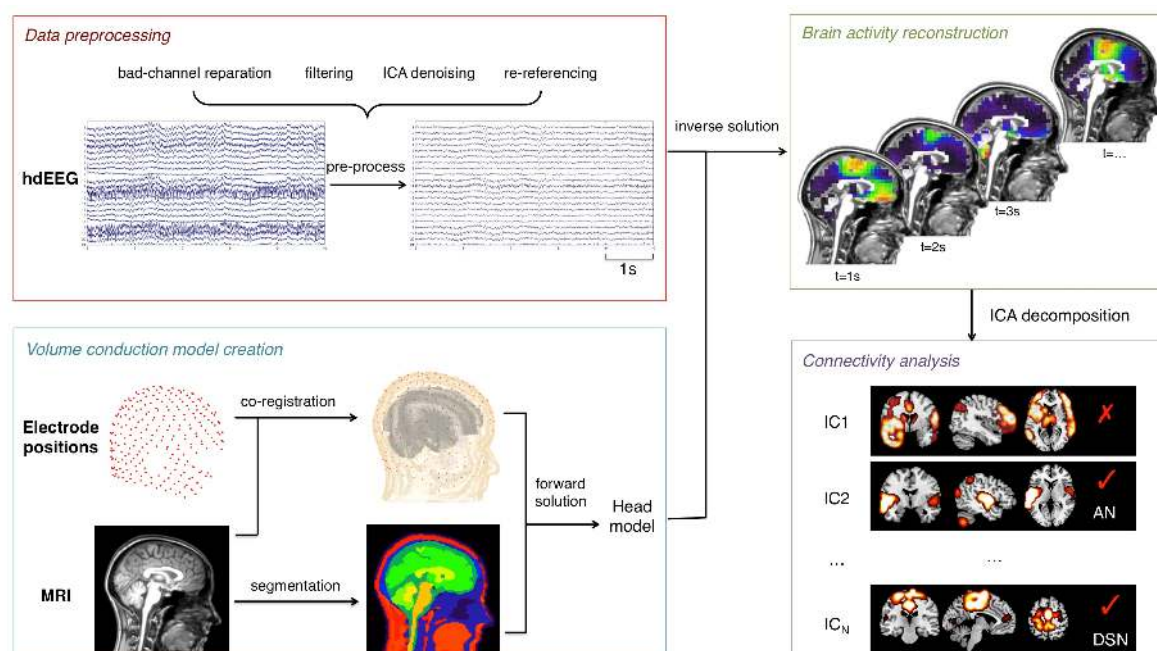 Data preprocessing
bad-channel reparation filtering ICA denoising re-referencing
hdEEG
pre-process
1s
Volume conduction model creation
Electrode
positions
co-registration
MRI
segmentation
forward
solution
Head
model
inverse solution
Brain activity reconstruction
t=1s
t=2s
t=3s
t=...
ICA decomposition
Connectivity analysis
IC1
✗
IC2
✓
AN
... ...
ICN
✓
DSN